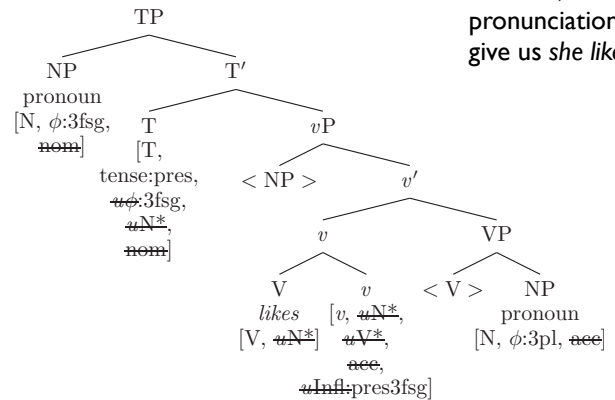 pronunciation
give us she like
TP
NP T′
pronoun
[N, ϕ:3fsg,
nom]
T vP
[T,
tense:pres,
uϕ:3fsg,
uN*,
nom]
< NP > v′
v VP
V v < V > NP
likes [v, uN*, pronoun
[V, uN*] uV*, [N, ϕ:3pl, acc]
acc,
uInfl:pres3fsg]